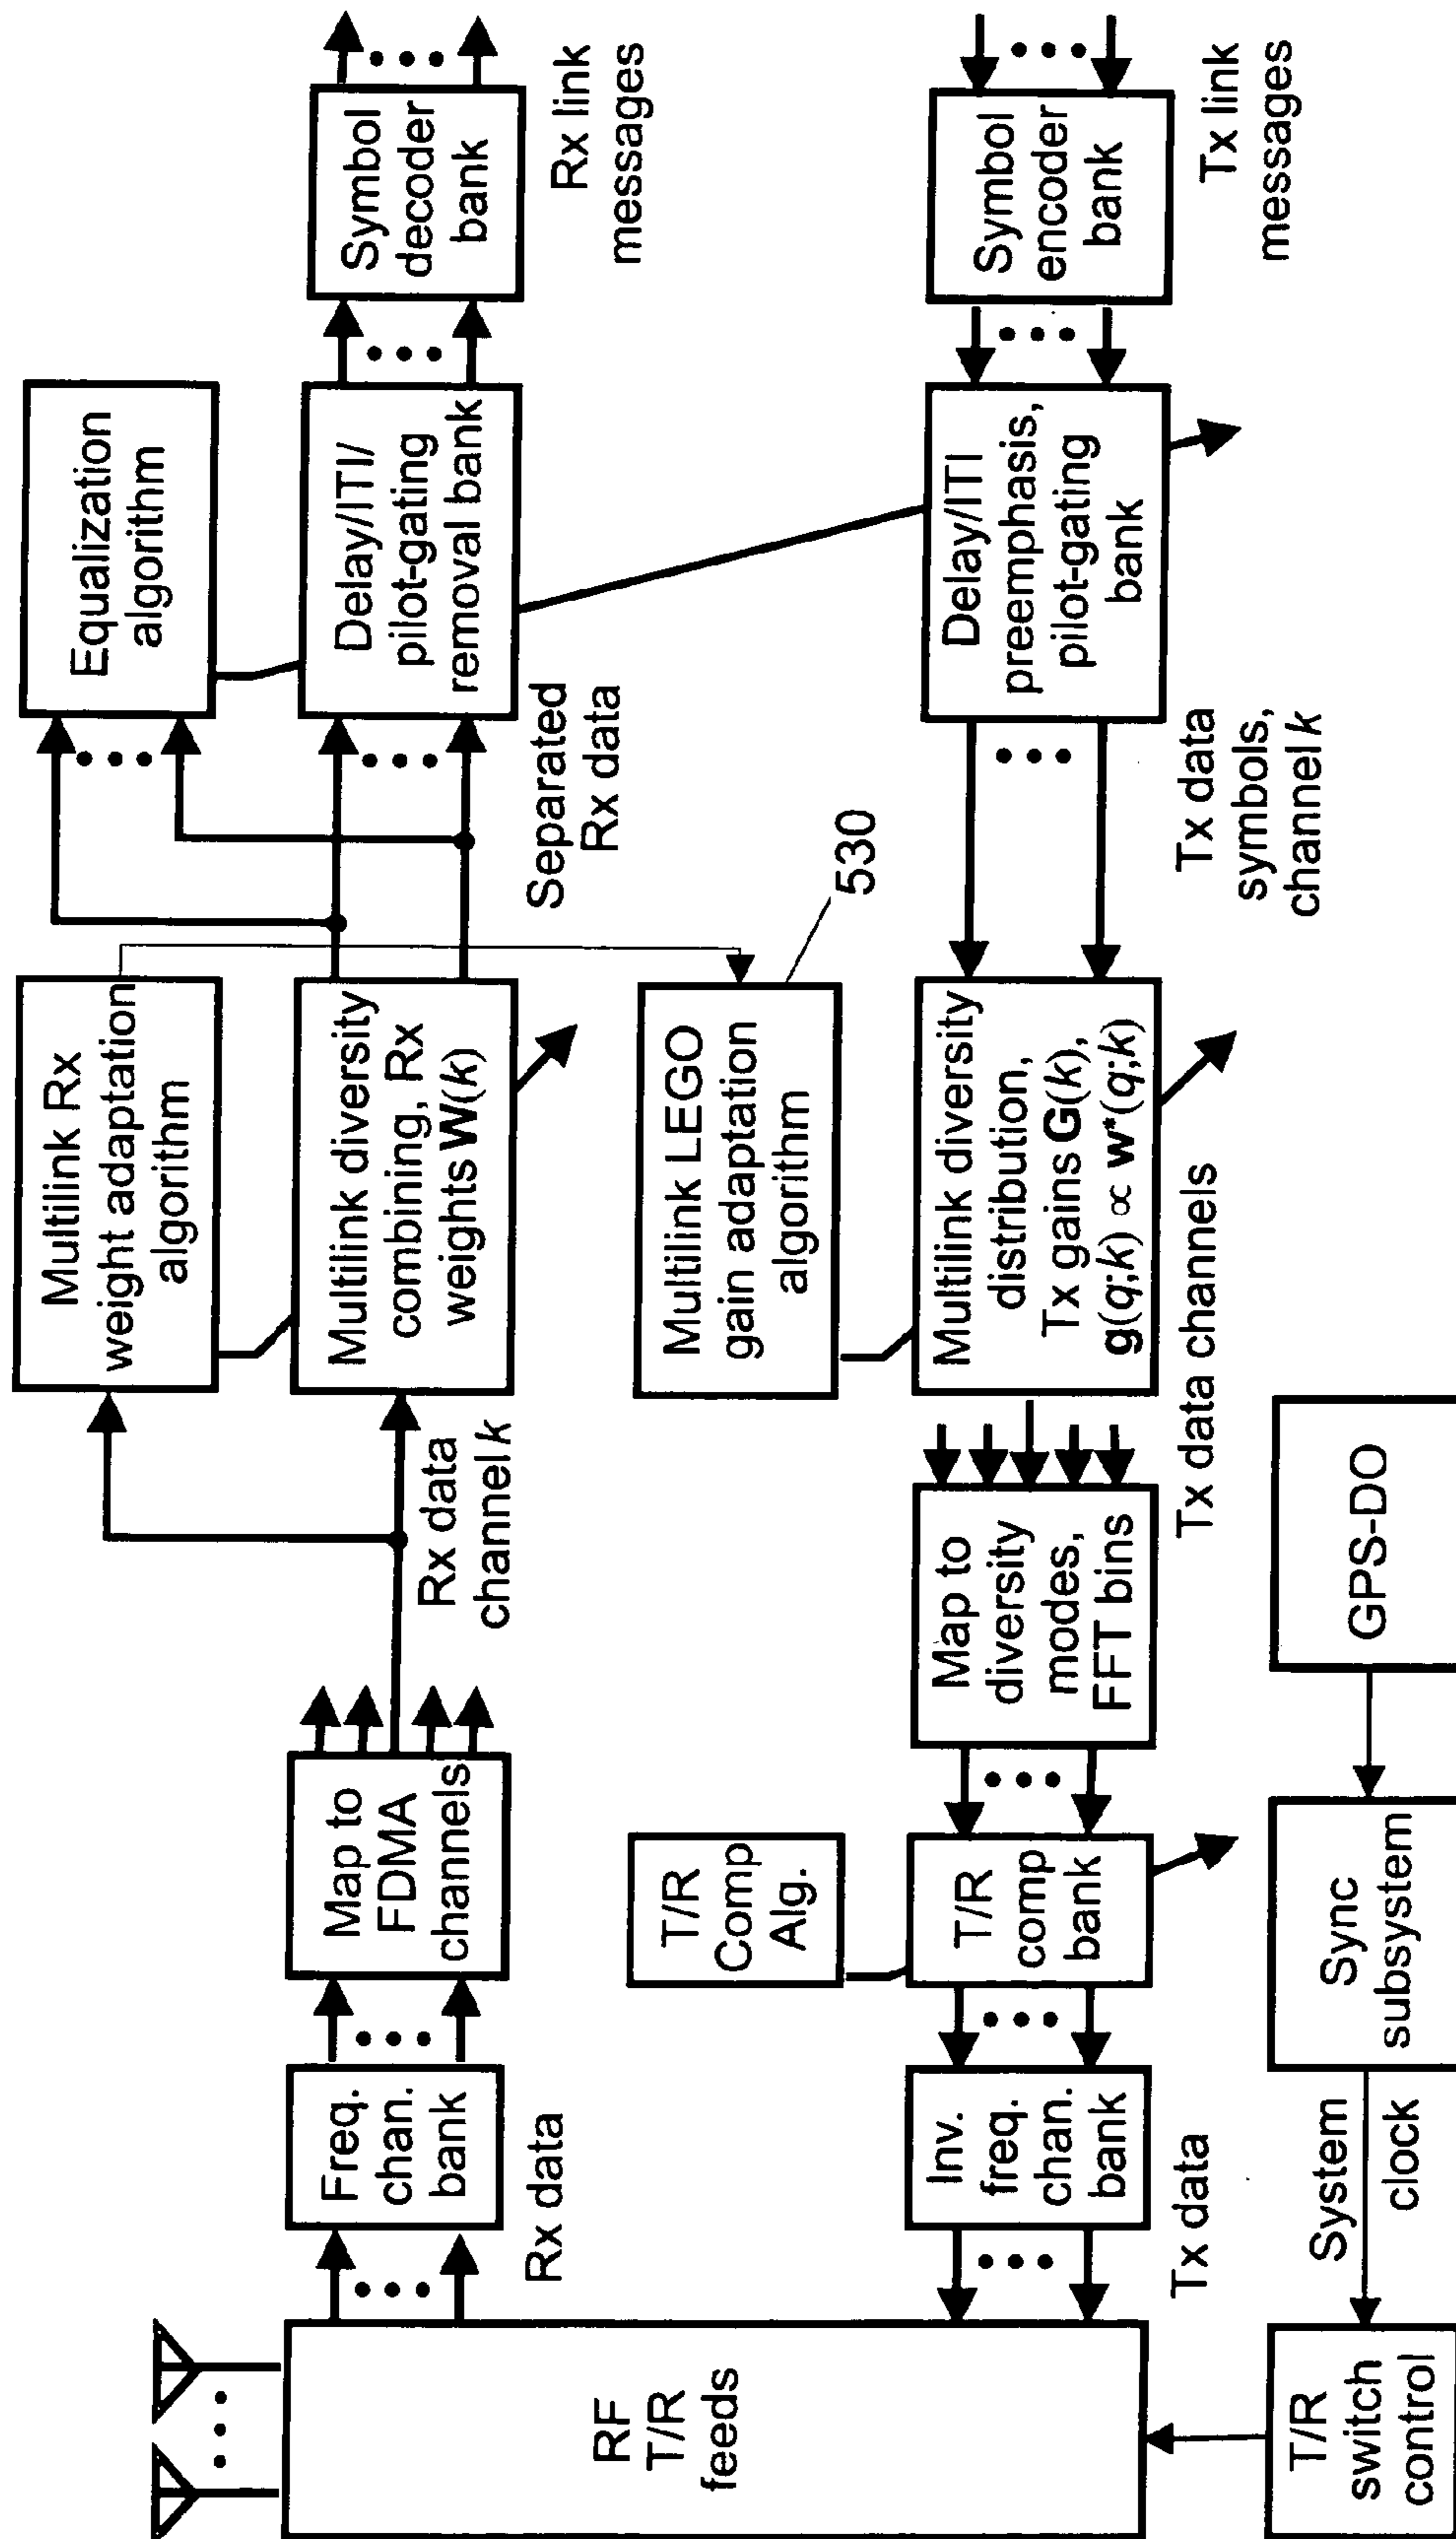 RF
T/R
feeds
Rx data
Freq.
chan.
bank
Map to
FDMA
channels
Rx data
channel k
Multilink Rx
weight adaptation
algorithm
Multilink diversity
combining, Rx
weights W(k)
Separated
Rx data
Equalization
algorithm
Delay/ITI/
pilot-gating
removal bank
Symbol
decoder
bank
Rx link
messages
Multilink LEGO
gain adaptation
algorithm
530
T/R
Comp
Alg.
Tx data
Inv.
freq.
chan.
bank
T/R
comp
bank
Map to
diversity
modes,
FFT bins
Tx data channels
Multilink diversity
distribution,
Tx gains G(k),
g(q;k) ∝ w*(q;k)
Tx data
symbols,
channel k
Delay/ITI
preemphasis,
pilot-gating
bank
Symbol
encoder
bank
Tx link
messages
T/R
switch
control
System
clock
Sync
subsystem
GPS-DO